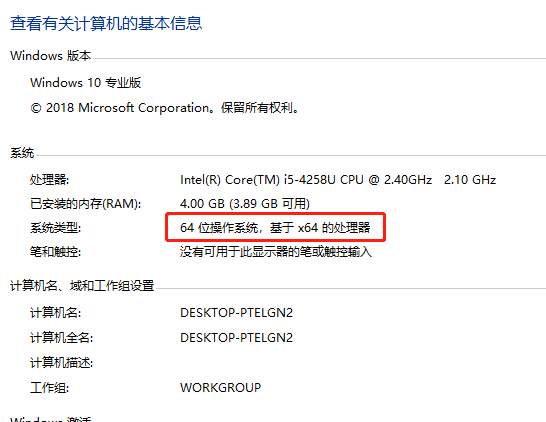 查看有关计算机的基本信息
Windows 版本
Windows 10 专业版
© 2018 Microsoft Corporation。保留所有权利。
系统
处理器: Intel(R) Core(TM) i5-4258U CPU @ 2.40GHz 2.10 GHz
已安装的内存(RAM): 4.00 GB (3.89 GB 可用)
系统类型: 64 位操作系统，基于 x64 的处理器
笔和触控: 没有可用于此显示器的笔或触控输入
计算机名、域和工作组设置
计算机名: DESKTOP-PTELGN2
计算机全名: DESKTOP-PTELGN2
计算机描述:
工作组: WORKGROUP
Windows 激活